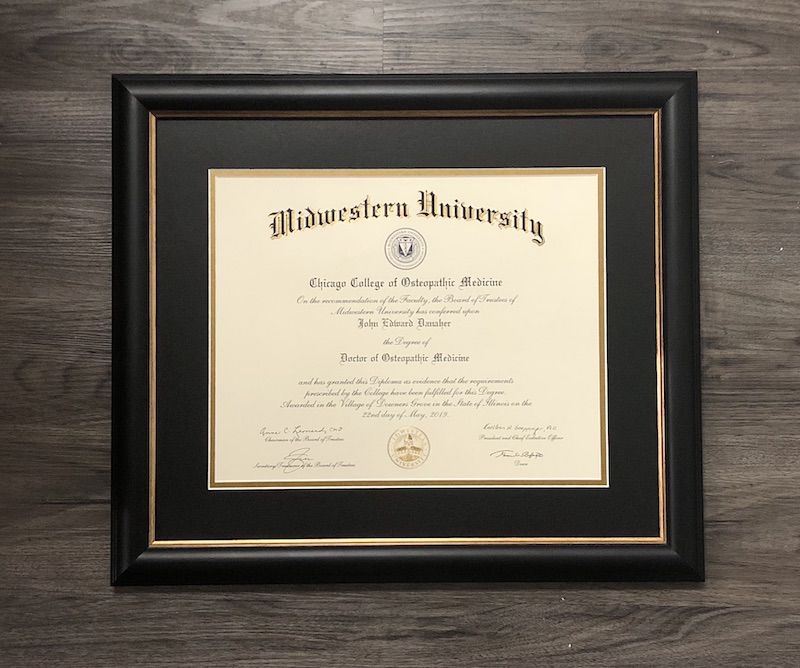 Midwestern University
Chicago College of Osteopathic Medicine
On the recommendation of the Faculty, the Board of Trustees of
Midwestern University has conferred upon
John Edward Danaher
the Degree of
Doctor of Osteopathic Medicine
and has granted this Diploma as evidence that the requirements
prescribed by the College have been fulfilled for this Degree.
Awarded in the Village of Downers Grove in the State of Illinois on the
22nd day of May, 2019.
Chairman of the Board of Trustees
Secretary/Treasurer of the Board of Trustees
MIDWESTERN
UNIVERSITY
President and Chief Executive Officer
Dean